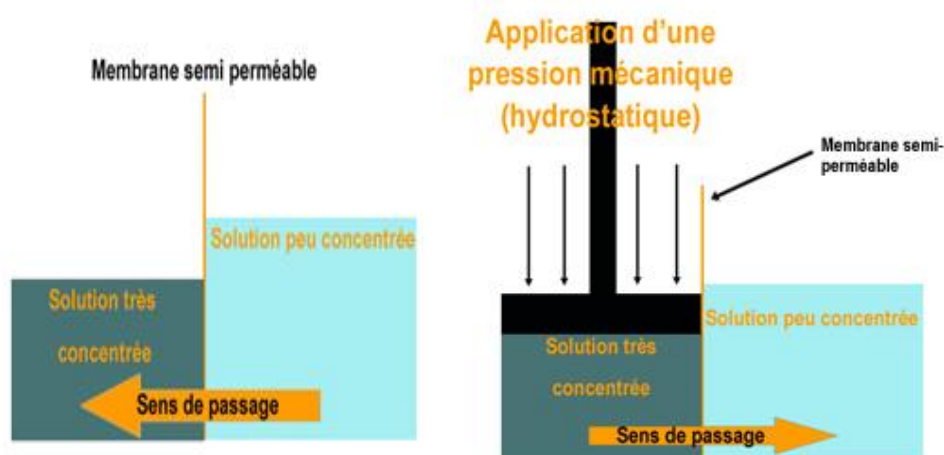 Membrane semi perméable
Solution peu concentrée
Solution très
concentrée
Sens de passage
Application d’une
pression mécanique
(hydrostatique)
Membrane semi-
perméable
Solution peu concentrée
Solution très
concentrée
Sens de passage